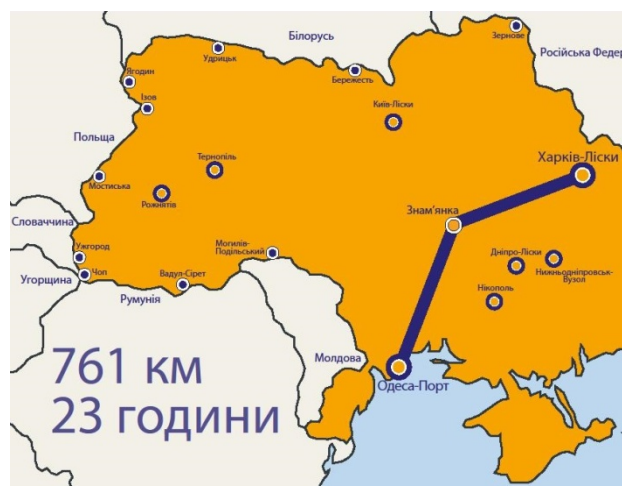 Білорусь
Зернове
Російська Федер
Удрицьк
Бережесть
Ягодин
Ізов
Київ-Ліски
Польща
Тернопіль
Харків-Ліски
Мостиська
Рожнятів
Знам'янка
Словаччина
Ужгород
Могилів-
Подільський
Дніпро-Ліски
Нижньодніпровськ-
Вузол
Чоп
Угорщина
Вадул-Сірет
Румунія
Нікополь
Молдова
Одеса-Порт
761 км
23 години